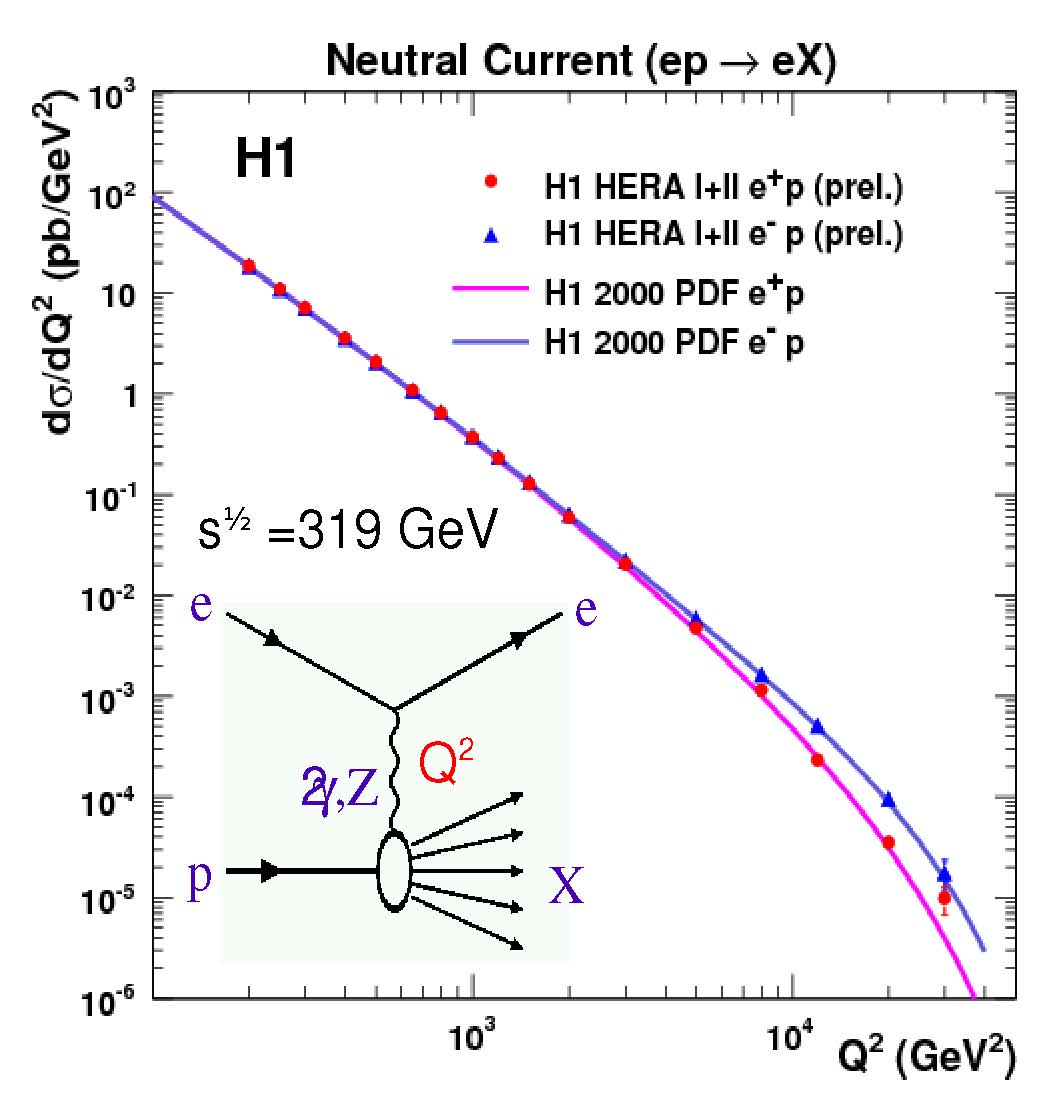 Neutral Current (ep → eX)
dσ/dQ² (pb/GeV²)
10³
10²
10
1
10⁻¹
10⁻²
10⁻³
10⁻⁴
10⁻⁵
10⁻⁶
H1
H1 HERA I+II e⁺p (prel.)
H1 HERA I+II e⁻ p (prel.)
H1 2000 PDF e⁺p
H1 2000 PDF e⁻ p
s^½ =319 GeV
e
e
Q²
γ,Z
p
X
10³
10⁴
Q² (GeV²)